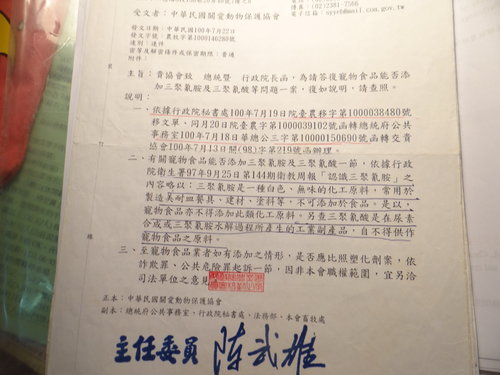 傳真：(02)2381-7566
電子信箱：syyeh@mail.coa.gov.tw
受文者：中華民國關愛動物保護協會
發文日期：中華民國100年7月22日
發文字號：農牧字第1000146280號
速別：速件
密等及解密條件或保密期限：普通
附件：
主旨：貴協會致　總統暨　行政院長函，為請答復寵物食品能否添
加三聚氰胺及三聚氰酸等問題一案，復如說明，請查照。
說明：
一、依據行政院秘書處100年7月19日院臺農移字第1000038480號
移文單、同月20日院臺農字第1000039102號函轉總統府公共
事務室100年7月18日華總公三字第1000150690號函轉交貴
協會100年7月13日關(98)字第219號函辦理。
二、有關寵物食品能否添加三聚氰胺及三聚氰酸一節，依據行政
院衛生署97年9月25日第144期衛教周報「認識三聚氰胺」之
內容略以：三聚氰胺是一種白色、無味的化工原料，常用於
製造美耐皿餐具、建材、塗料等，不可添加於食品。是以，
寵物食品亦不得添加此類化工原料。另查三聚氰酸是在尿素
合成或三聚氰胺水解過程所產生的工業副產品，自不得供作
寵物食品之原料。
三、至寵物食品業者如有添加之情形，是否應比照塑化劑案，依
詐欺罪、公共危險罪起訴一節，因非本會職權範圍，宜另洽
司法單位之意見
正本：中華民國關愛動物保護協會
副本：總統府公共事務室、行政院秘書處、法務部、本會畜牧處
主任委員 陳武雄
線